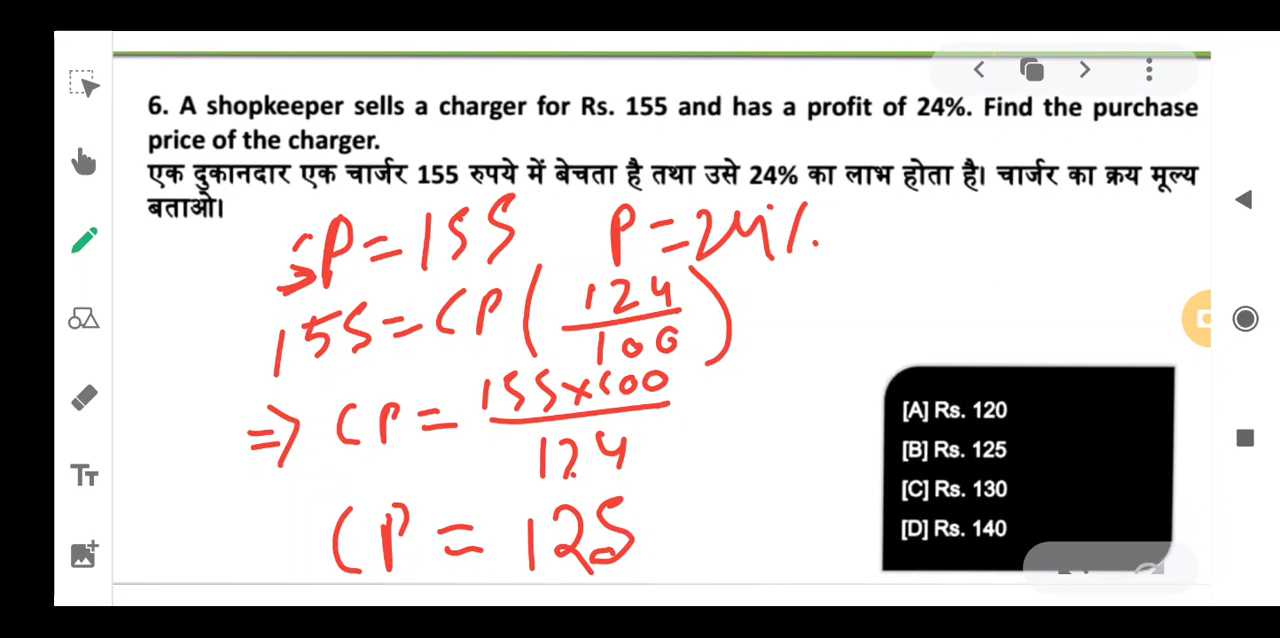 6. A shopkeeper sells a charger for Rs. 155 and has a profit of 24%. Find the purchase
price of the charger.
एक दुकानदार एक चार्जर 155 रुपये में बेचता है तथा उसे 24% का लाभ होता है। चार्जर का क्रय मूल्य
बताओ।
SP = 155 P = 24%.
155 = CP (124/100)
=> CP = 155×100/124
CP = 125
[A] Rs. 120
[B] Rs. 125
[C] Rs. 130
[D] Rs. 140
TT